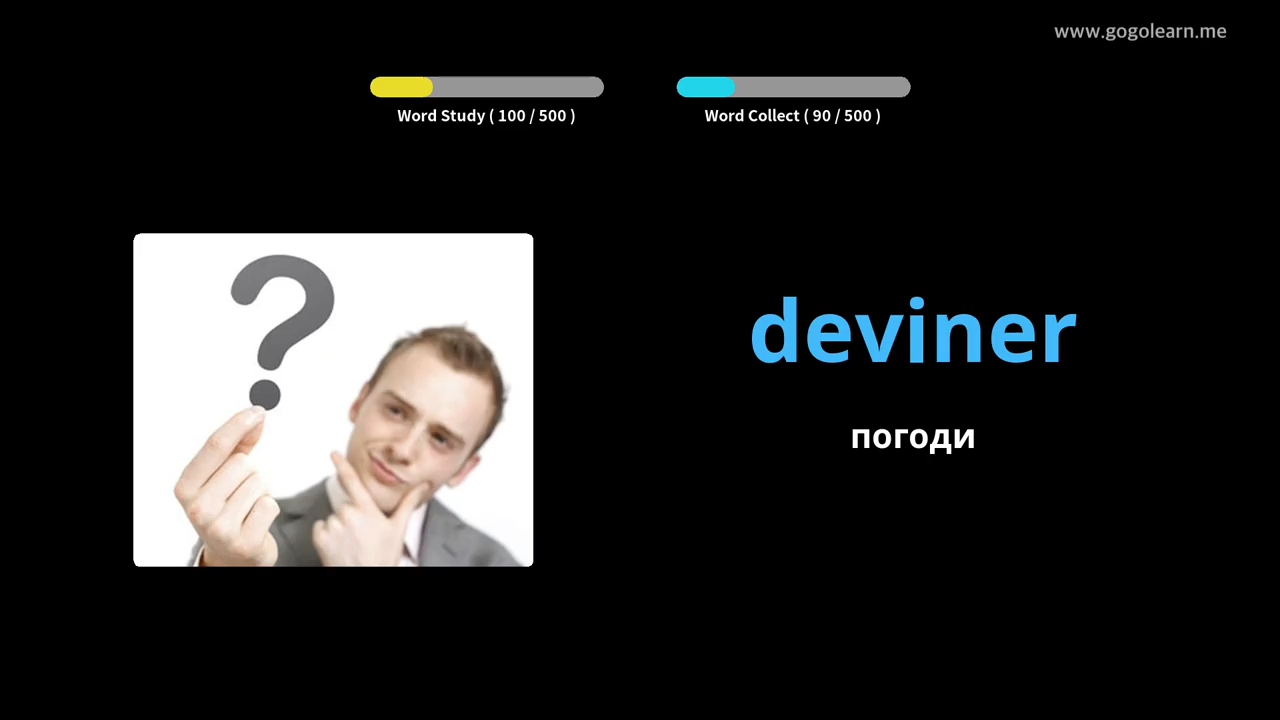 www.gogolearn.me
Word Study ( 100 / 500 )
Word Collect ( 90 / 500 )
deviner
погоди